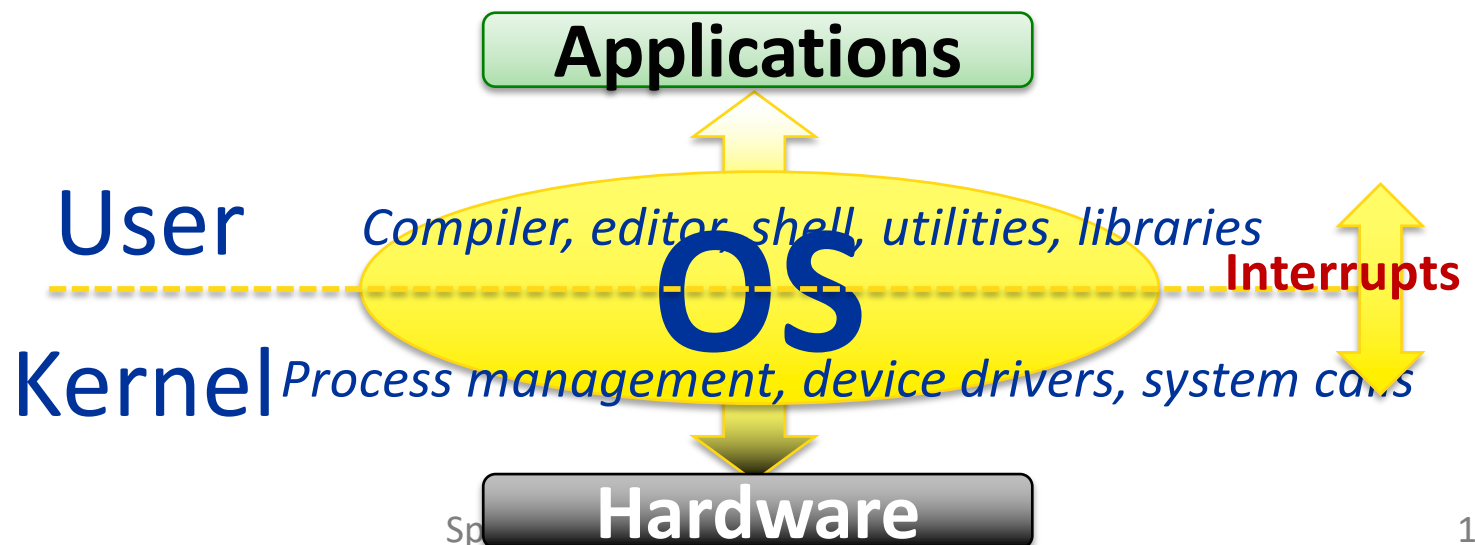 Applications
User
Compiler, editor, shell, utilities, libraries
OS
Interrupts
Kernel
Process management, device drivers, system calls
Hardware
1